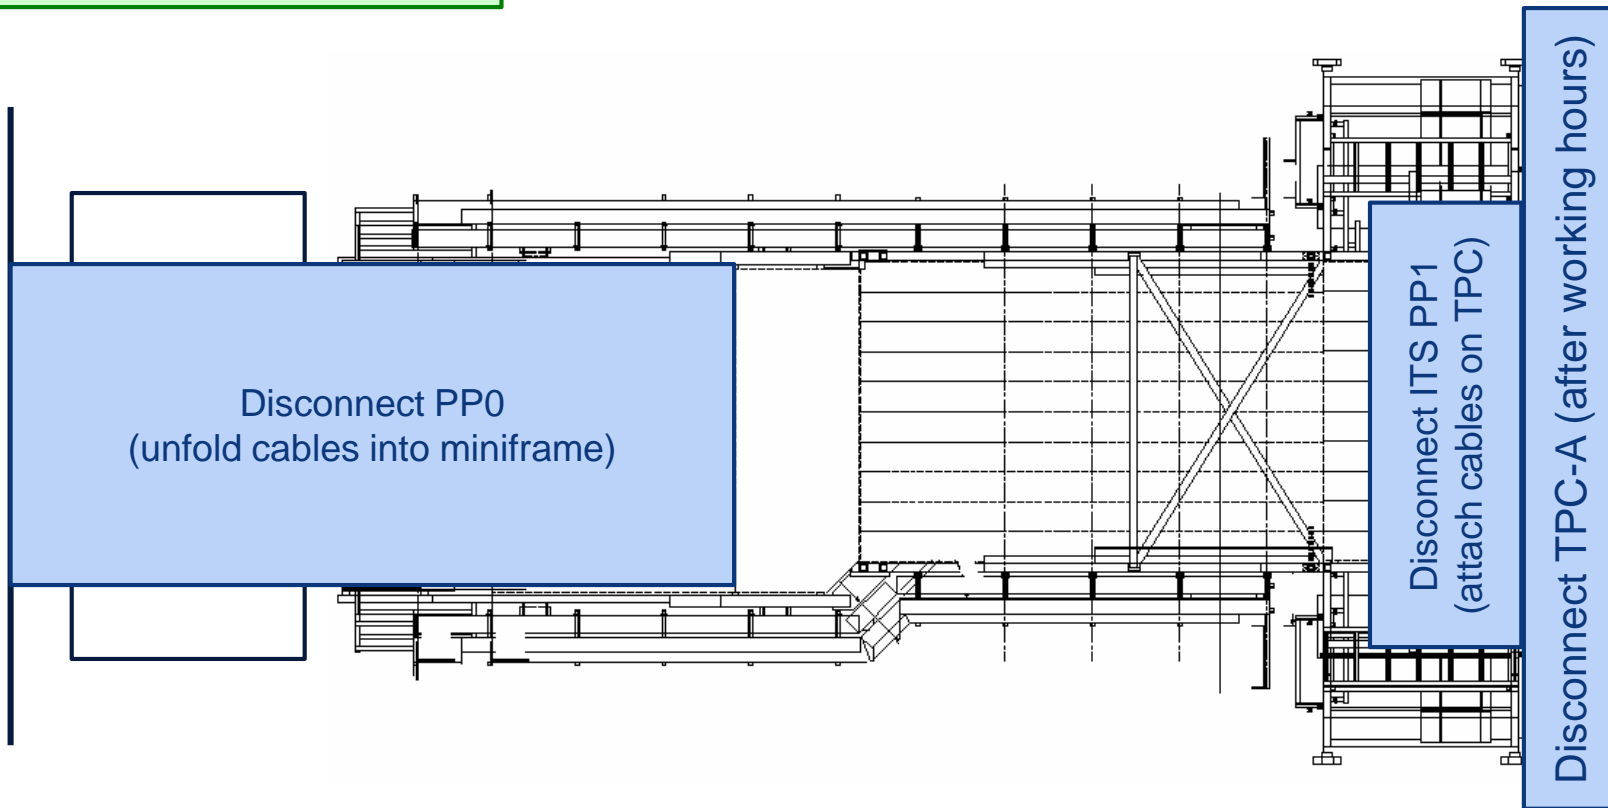 Disconnect PP0
(unfold cables into miniframe)
Disconnect ITS PP1
(attach cables on TPC)
Disconnect TPC-A (after working hours)